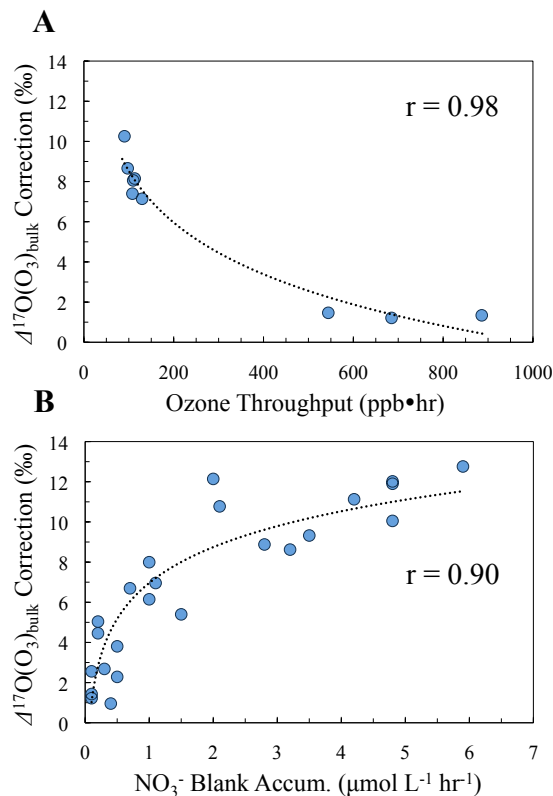 A
14
12
10
8
6
4
2
0
Δ¹⁷O(O₃)bulk Correction (‰)
r = 0.98
0 200 400 600 800 1000
Ozone Throughput (ppb•hr)
B
14
12
10
8
6
4
2
0
Δ¹⁷O(O₃)bulk Correction (‰)
r = 0.90
0 1 2 3 4 5 6 7
NO₃⁻ Blank Accum. (μmol L⁻¹ hr⁻¹)